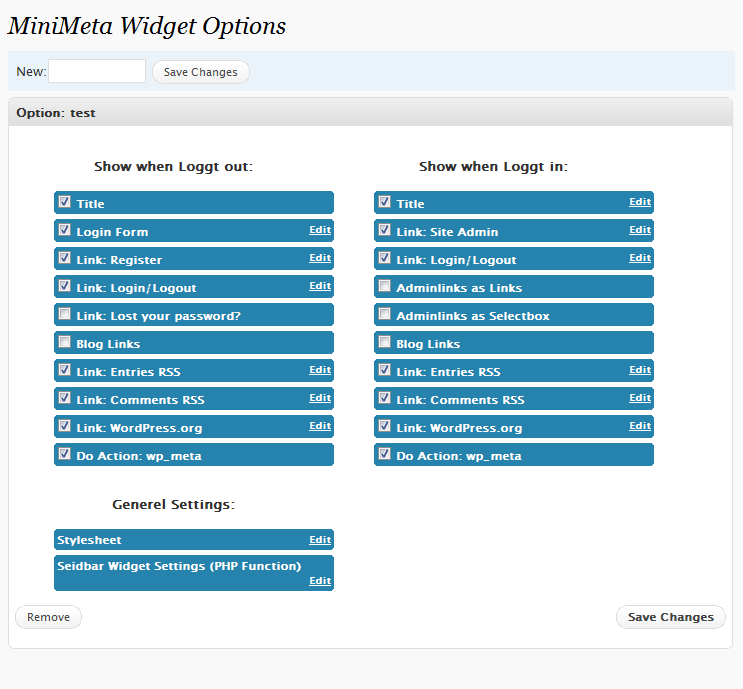 MiniMeta Widget Options
New: Save Changes
Option: test
Show when Loggt out:
Title
Login Form Edit
Link: Register Edit
Link: Login/Logout Edit
Link: Lost your password?
Blog Links
Link: Entries RSS Edit
Link: Comments RSS Edit
Link: WordPress.org Edit
Do Action: wp_meta
Show when Loggt in:
Title Edit
Link: Site Admin Edit
Link: Login/Logout Edit
Adminlinks as Links
Adminlinks as Selectbox
Blog Links
Link: Entries RSS Edit
Link: Comments RSS Edit
Link: WordPress.org Edit
Do Action: wp_meta
Generel Settings:
Stylesheet Edit
Seidbar Widget Settings (PHP Function)
Edit
Remove Save Changes